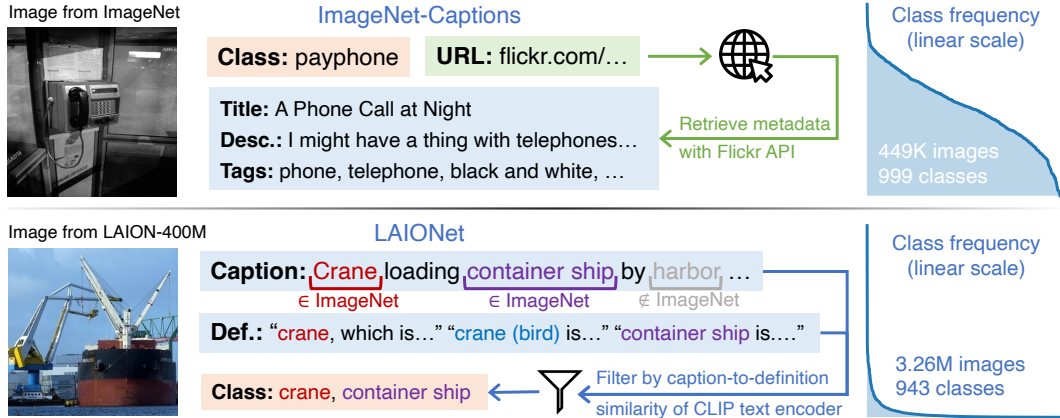 Image from ImageNet
ImageNet-Captions
Class: payphone
URL: flickr.com/...
Title: A Phone Call at Night
Desc.: I might have a thing with telephones...
Tags: phone, telephone, black and white, ...
Retrieve metadata
with Flickr API
Class frequency
(linear scale)
449K images
999 classes
Image from LAION-400M
LAIONet
Caption: Crane loading container ship by harbor ...
∈ ImageNet ∈ ImageNet ∉ ImageNet
Def.: “crane, which is...” “crane (bird) is...” “container ship is....”
Class: crane, container ship
Filter by caption-to-definition
similarity of CLIP text encoder
Class frequency
(linear scale)
3.26M images
943 classes